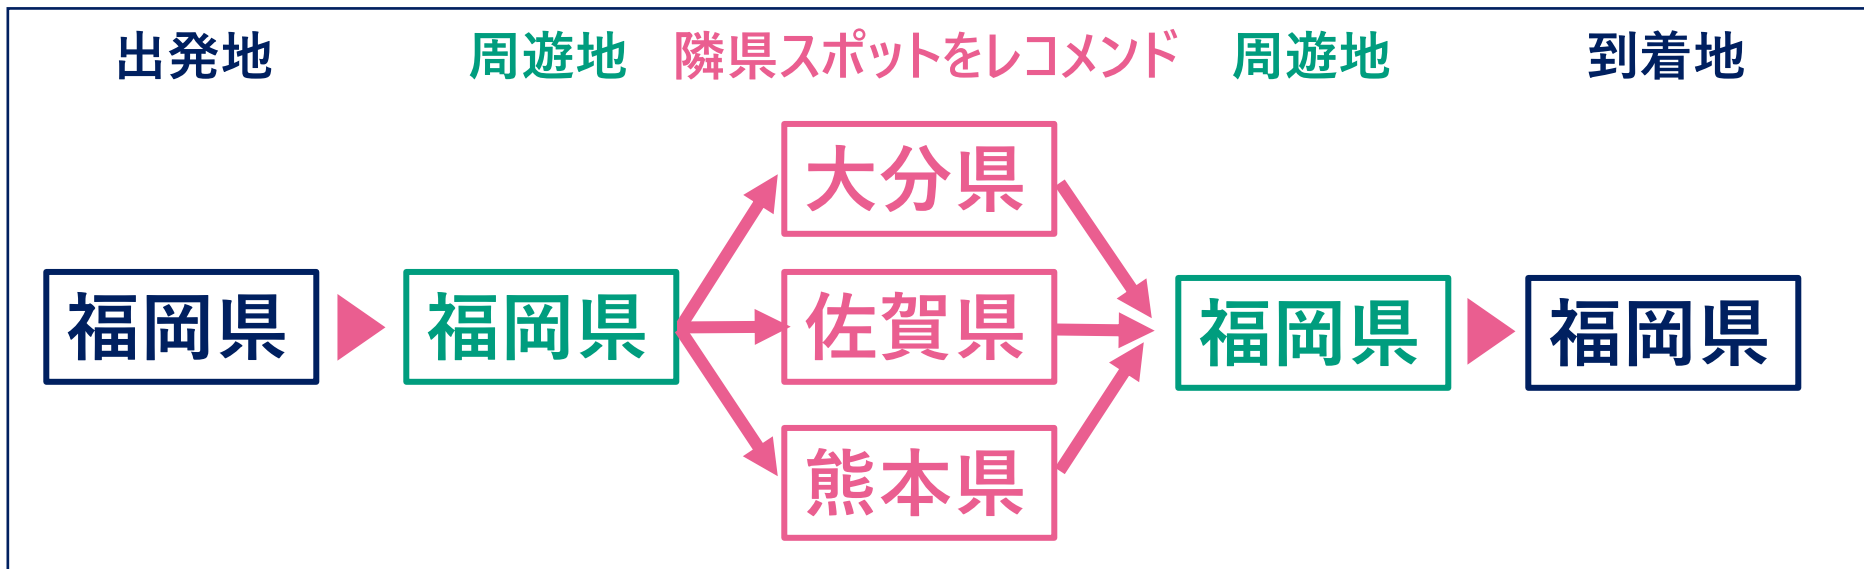 出発地
周遊地
隣県スポットをレコメンド
周遊地
到着地
福岡県
福岡県
大分県
佐賀県
熊本県
福岡県
福岡県